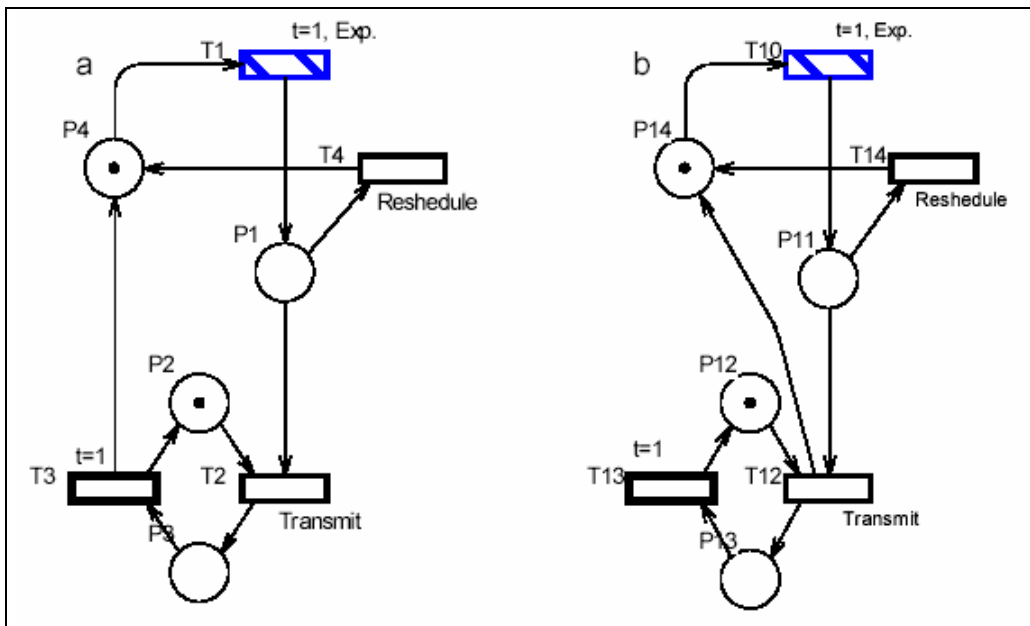 t=1, Exp.
a
T1
P4
T4
Reshedule
P1
P2
t=1
T3
T2
P3
Transmit
t=1, Exp.
b
T10
P14
T14
Reshedule
P11
P12
t=1
T13
T12
P13
Transmit